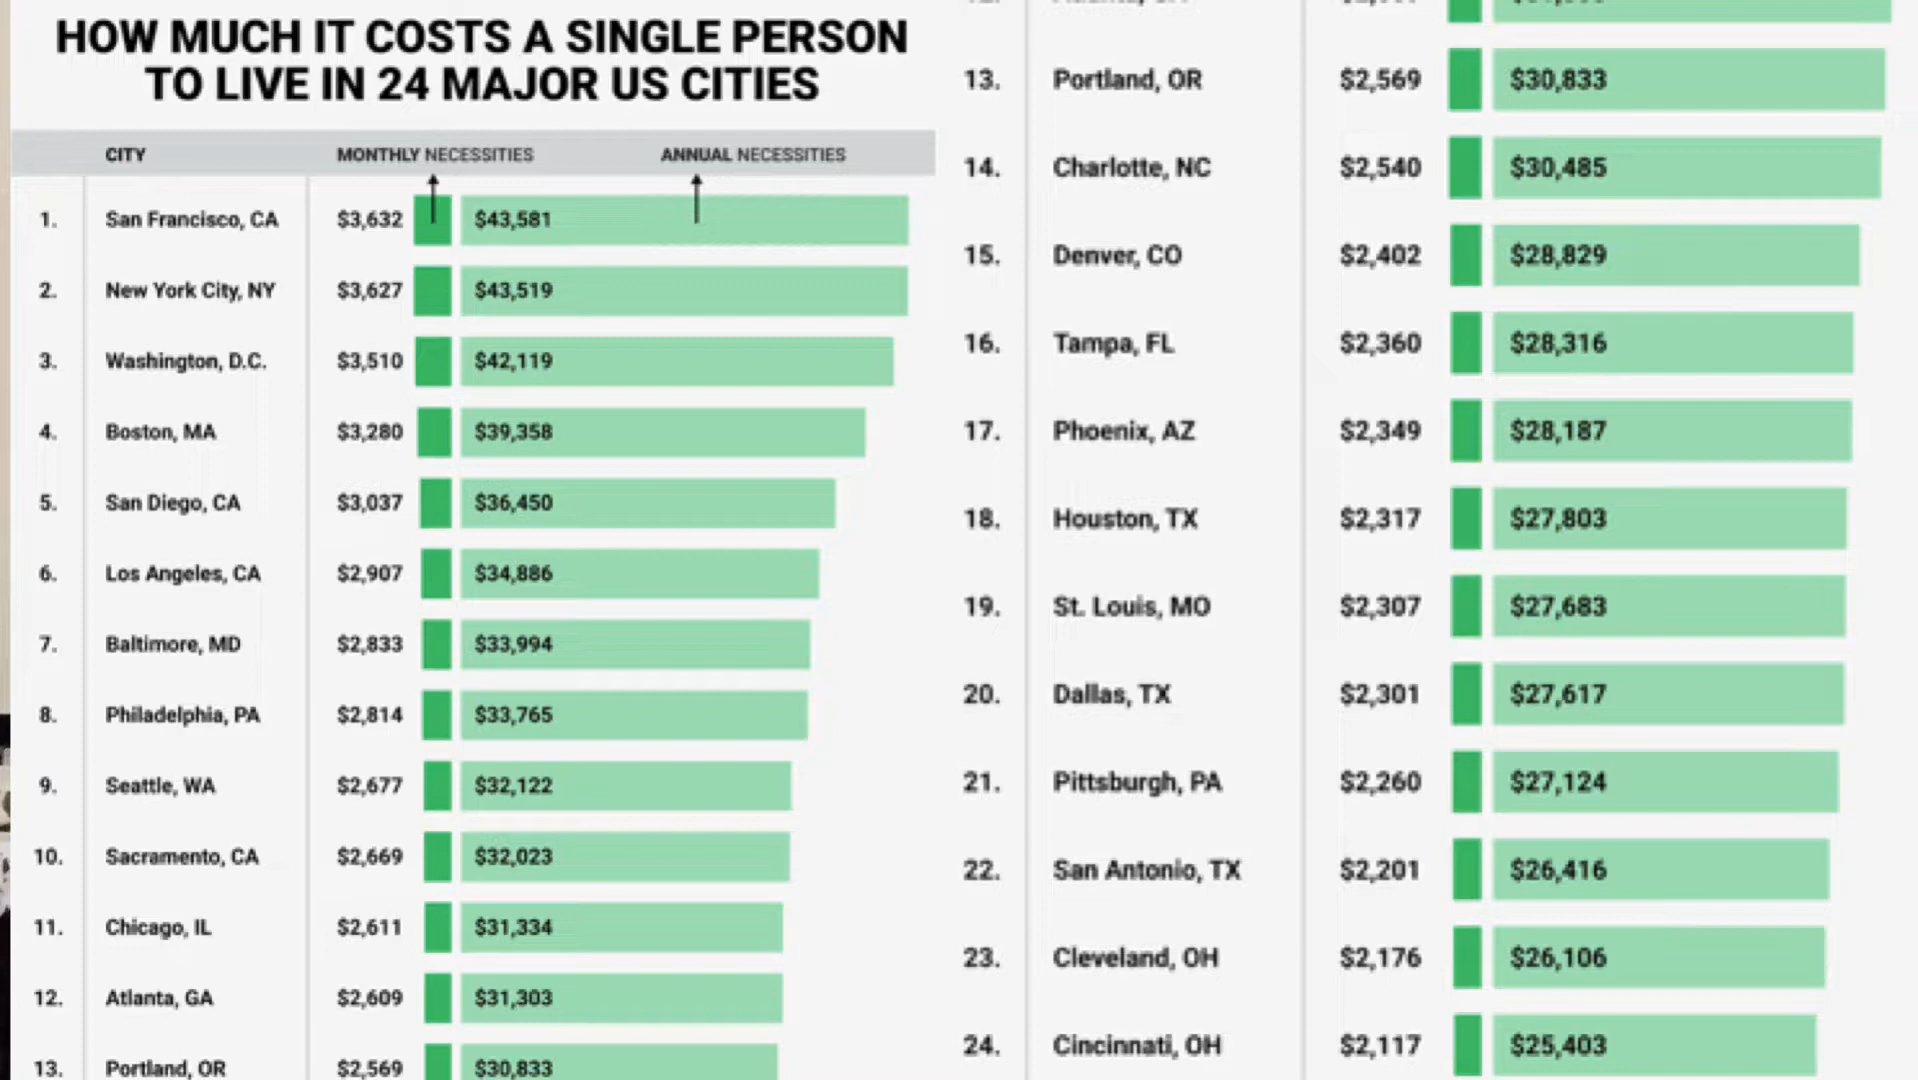 HOW MUCH IT COSTS A SINGLE PERSON
TO LIVE IN 24 MAJOR US CITIES
CITY MONTHLY NECESSITIES ANNUAL NECESSITIES
1. San Francisco, CA $3,632 $43,581
2. New York City, NY $3,627 $43,519
3. Washington, D.C. $3,510 $42,119
4. Boston, MA $3,280 $39,358
5. San Diego, CA $3,037 $36,450
6. Los Angeles, CA $2,907 $34,886
7. Baltimore, MD $2,833 $33,994
8. Philadelphia, PA $2,814 $33,765
9. Seattle, WA $2,677 $32,122
10. Sacramento, CA $2,669 $32,023
11. Chicago, IL $2,611 $31,334
12. Atlanta, GA $2,609 $31,303
13. Portland, OR $2,569 $30,833
13. Portland, OR $2,569 $30,833
14. Charlotte, NC $2,540 $30,485
15. Denver, CO $2,402 $28,829
16. Tampa, FL $2,360 $28,316
17. Phoenix, AZ $2,349 $28,187
18. Houston, TX $2,317 $27,803
19. St. Louis, MO $2,307 $27,683
20. Dallas, TX $2,301 $27,617
21. Pittsburgh, PA $2,260 $27,124
22. San Antonio, TX $2,201 $26,416
23. Cleveland, OH $2,176 $26,106
24. Cincinnati, OH $2,117 $25,403